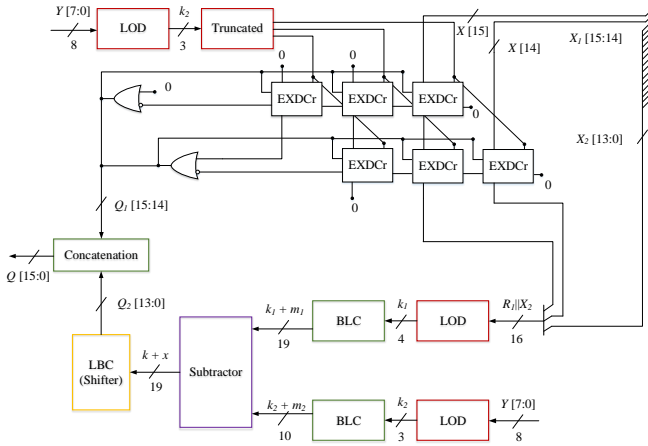 Y [7:0]
8
LOD
k₂
3
Truncated
X [15]
X [14]
X₁ [15:14]
X₂ [13:0]
0
0
0
0
EXDCr
EXDCr
EXDCr
0
EXDCr
EXDCr
EXDCr
0
0
Q₁ [15:14]
Concatenation
Q [15:0]
Q₂ [13:0]
LBC
(Shifter)
k + x
19
Subtractor
k₁ + m₁
19
BLC
k₁
4
LOD
R₁||X₂
16
k₂ + m₂
10
BLC
k₂
3
LOD
Y [7:0]
8